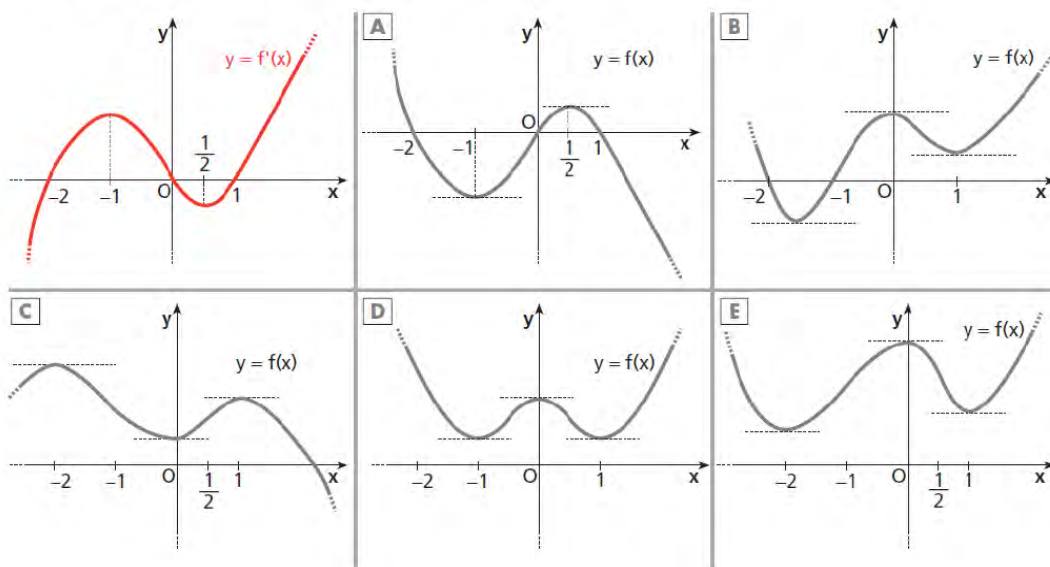 y
y = f'(x)
1
2
–2
–1
O
1
x
A
y
y = f(x)
O
–2
–1
1
2
1
x
B
y
y = f(x)
–2
–1
O
1
x
C
y
y = f(x)
–2
–1
O
1
2
1
x
D
y
y = f(x)
–2
–1
O
1
x
E
y
y = f(x)
–2
–1
O
1
2
1
x